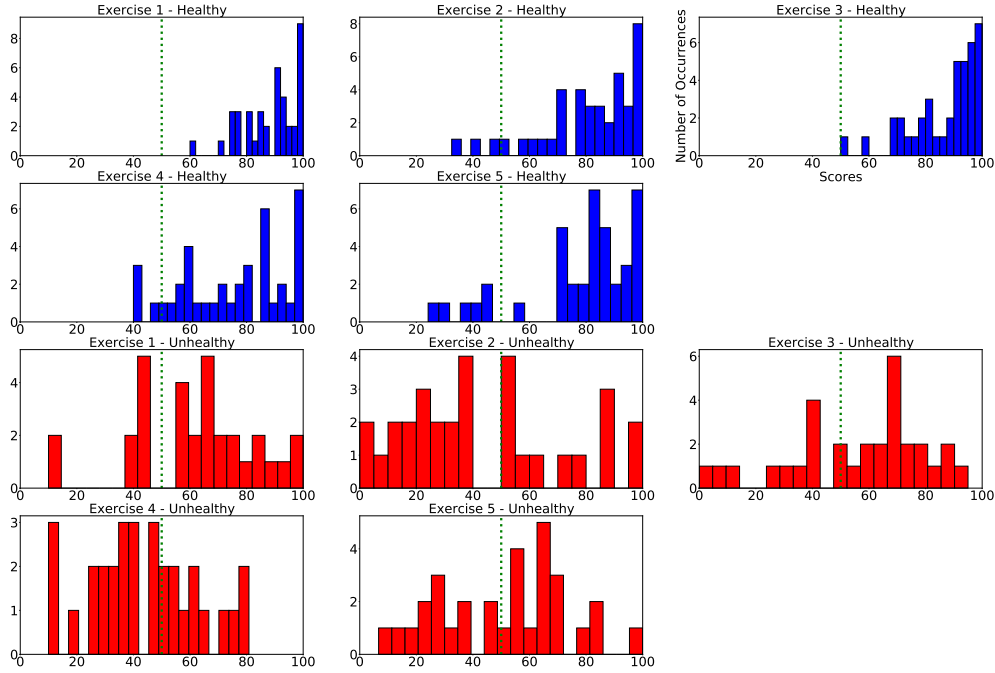 Exercise 1 - Healthy
8
6
4
2
0
0 20 40 60 80 100
Exercise 2 - Healthy
8
6
4
2
0
0 20 40 60 80 100
Exercise 3 - Healthy
Number of Occurrences
6
4
2
0
0 20 40 60 80 100
Scores
Exercise 4 - Healthy
6
4
2
0
0 20 40 60 80 100
Exercise 5 - Healthy
6
4
2
0
0 20 40 60 80 100
Exercise 1 - Unhealthy
4
2
0
0 20 40 60 80 100
Exercise 2 - Unhealthy
4
3
2
1
0
0 20 40 60 80 100
Exercise 3 - Unhealthy
6
4
2
0
0 20 40 60 80 100
Exercise 4 - Unhealthy
3
2
1
0
0 20 40 60 80 100
Exercise 5 - Unhealthy
4
2
0
0 20 40 60 80 100